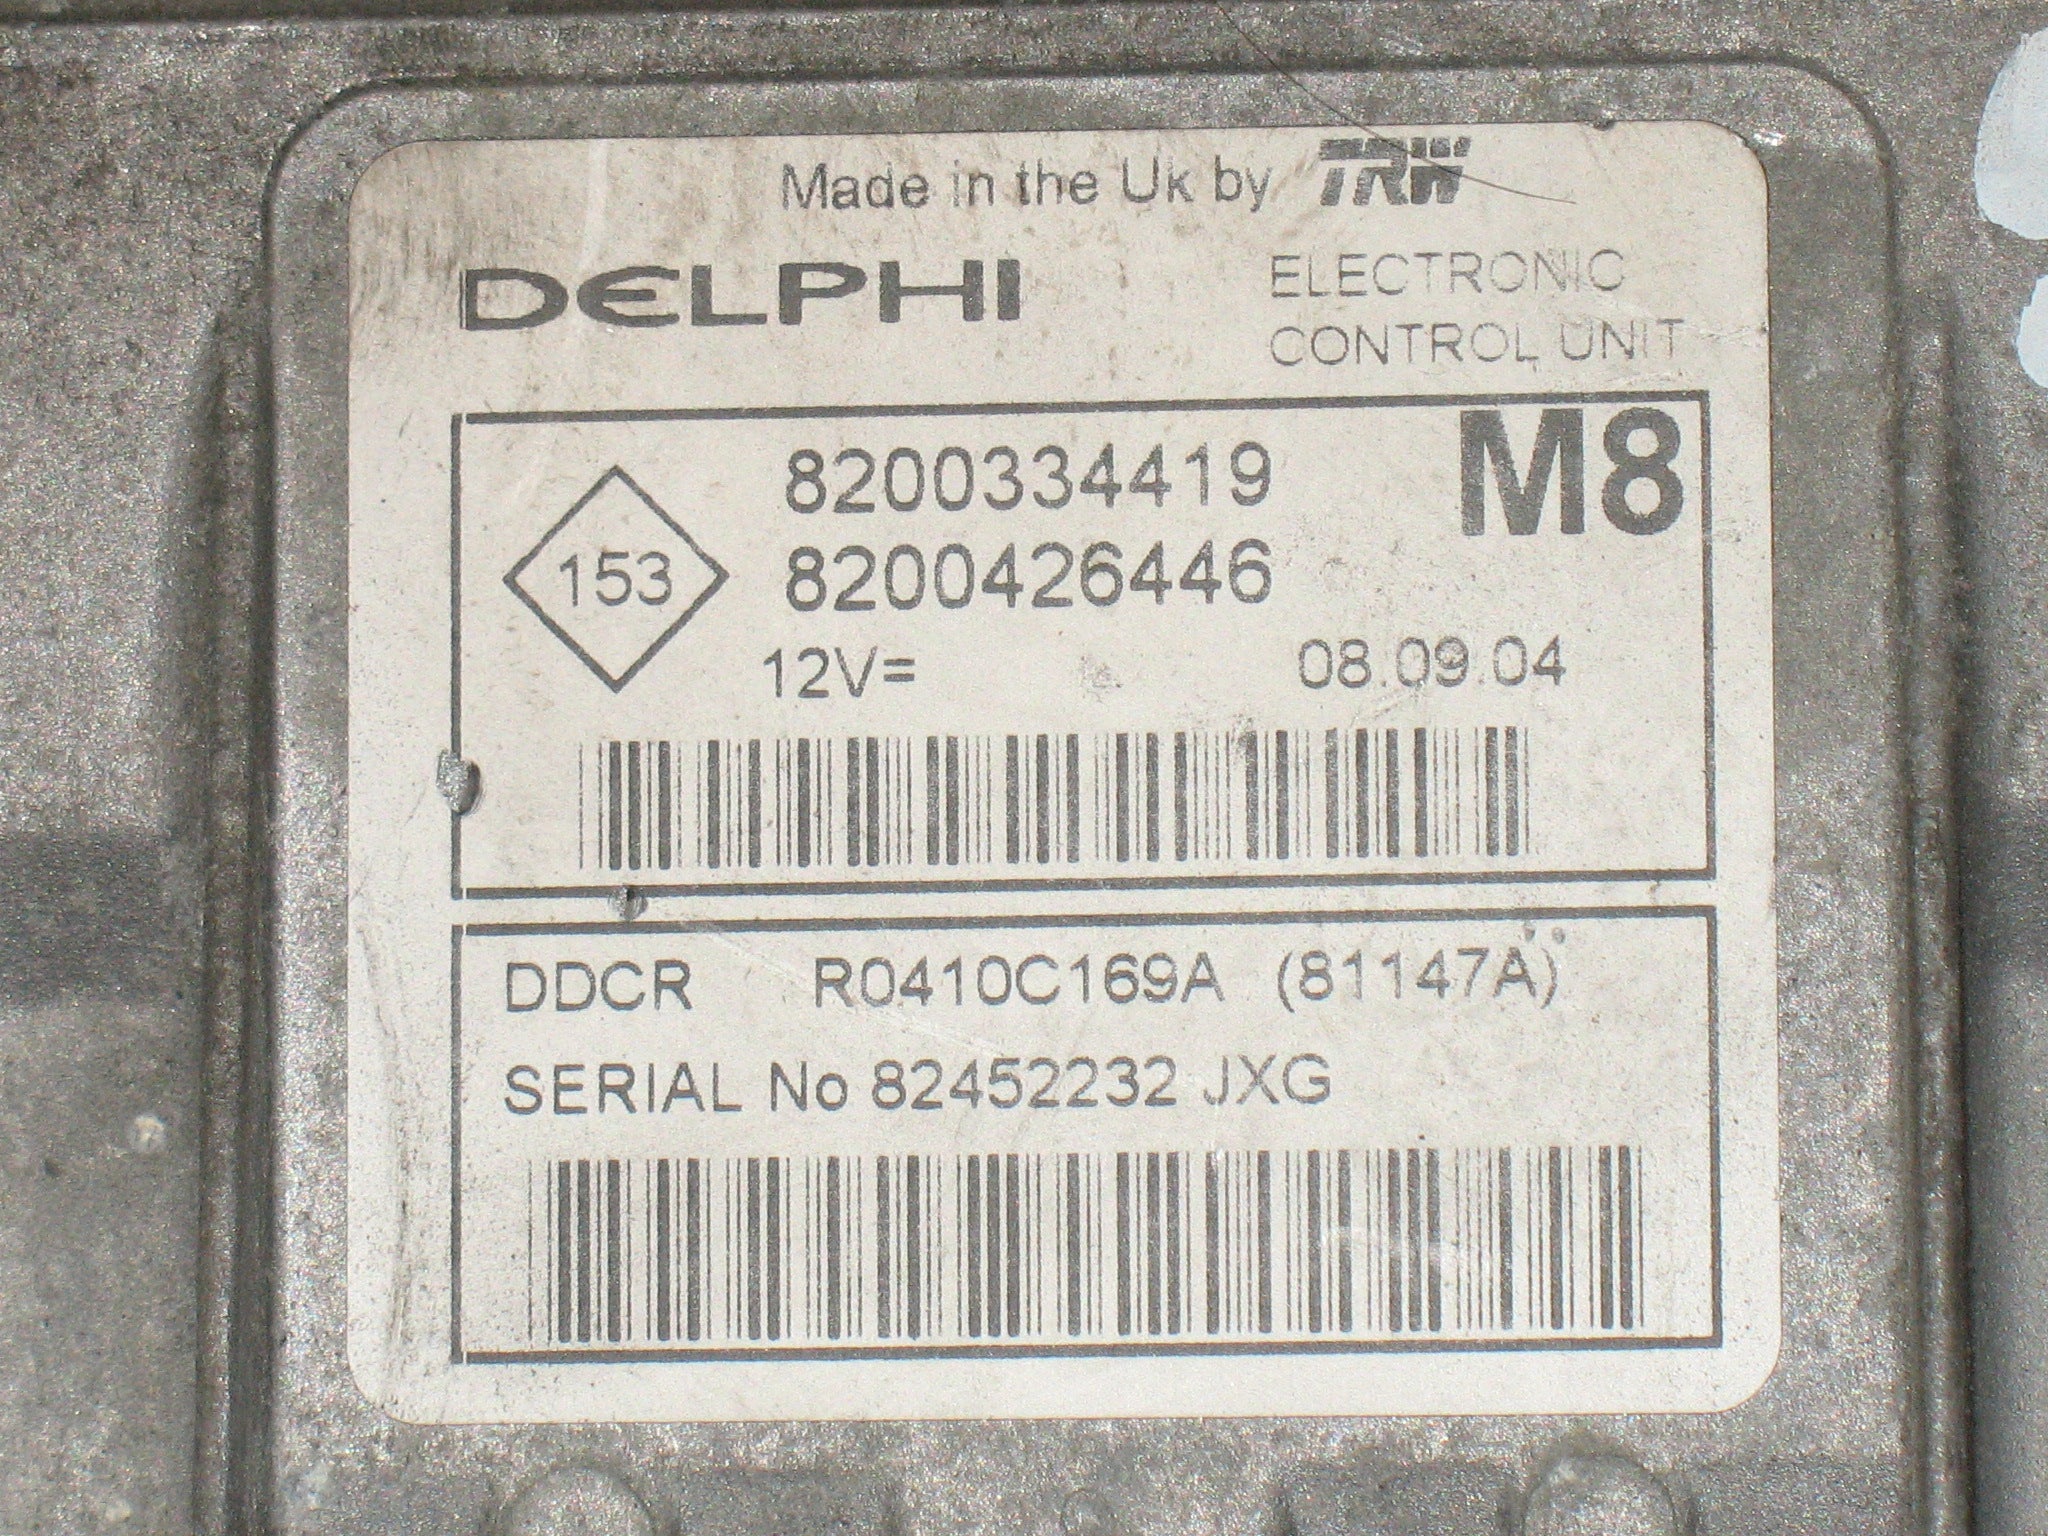 Made in the Uk by TRW
DELPHI
ELECTRONIC
CONTROL UNIT
M8
8200334419
153
8200426446
12V=
08.09.04
DDCR R0410C169A (81147A)
SERIAL No 82452232 JXG